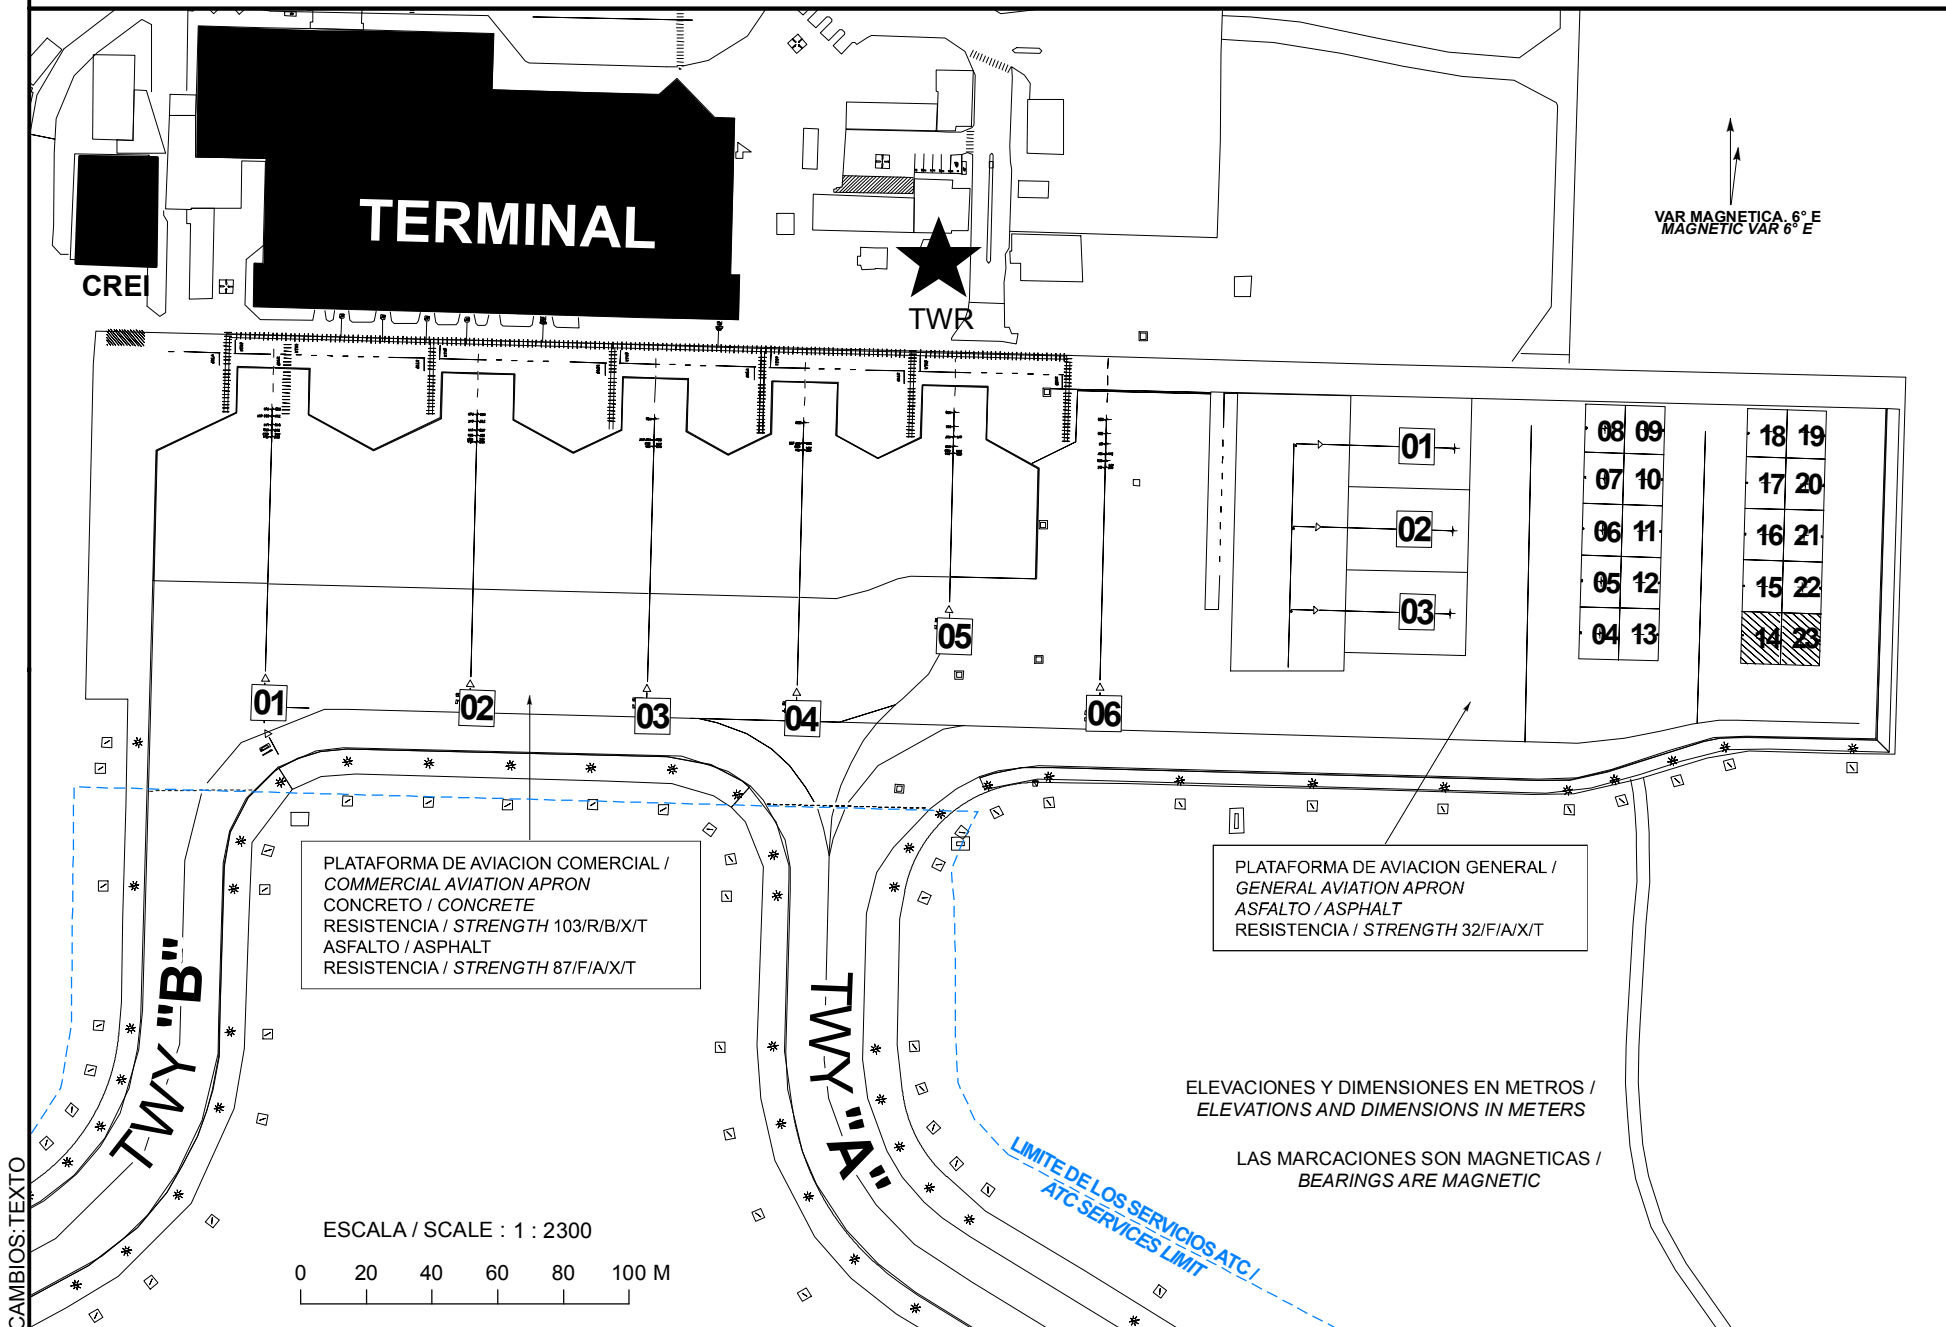 TERMINAL
CREI
TWR
VAR MAGNETICA. 6° E
MAGNETIC VAR 6° E
01
02
03
04
05
06
01
02
03
08 09
07 10
06 11
05 12
04 13
18 19
17 20
16 21
15 22
14 23
PLATAFORMA DE AVIACION COMERCIAL /
COMMERCIAL AVIATION APRON
CONCRETO / CONCRETE
RESISTENCIA / STRENGTH 103/R/B/X/T
ASFALTO / ASPHALT
RESISTENCIA / STRENGTH 87/F/A/X/T
PLATAFORMA DE AVIACION GENERAL /
GENERAL AVIATION APRON
ASFALTO / ASPHALT
RESISTENCIA / STRENGTH 32/F/A/X/T
TWY "B"
TWY "A"
ELEVACIONES Y DIMENSIONES EN METROS /
ELEVATIONS AND DIMENSIONS IN METERS
LAS MARCACIONES SON MAGNETICAS /
BEARINGS ARE MAGNETIC
LIMITE DE LOS SERVICIOS ATC /
ATC SERVICES LIMIT
ESCALA / SCALE : 1 : 2300
0 20 40 60 80 100 M
CAMBIOS:TEXTO